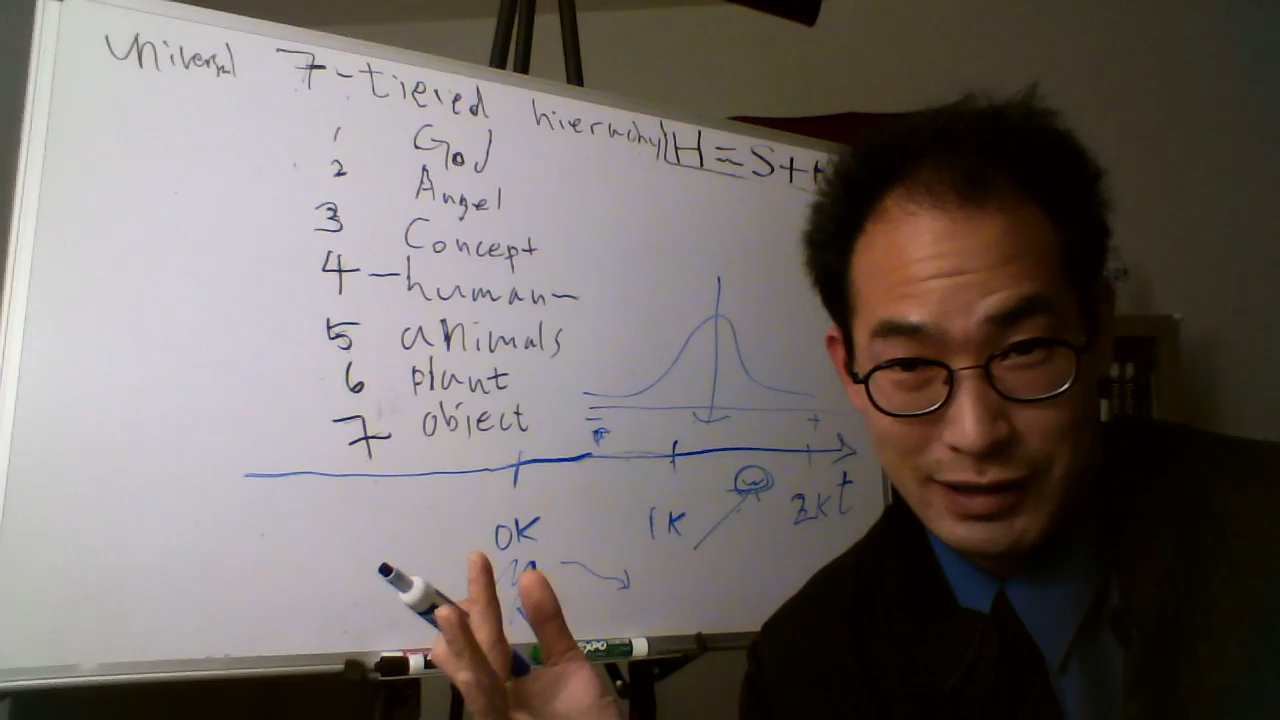 Universal 7-tiered hierarchy H = S +
1 God
2 Angel
3 Concept
4 - human -
5 animals
6 plant
7 object
- +
0K 1K 2K t
EXPO